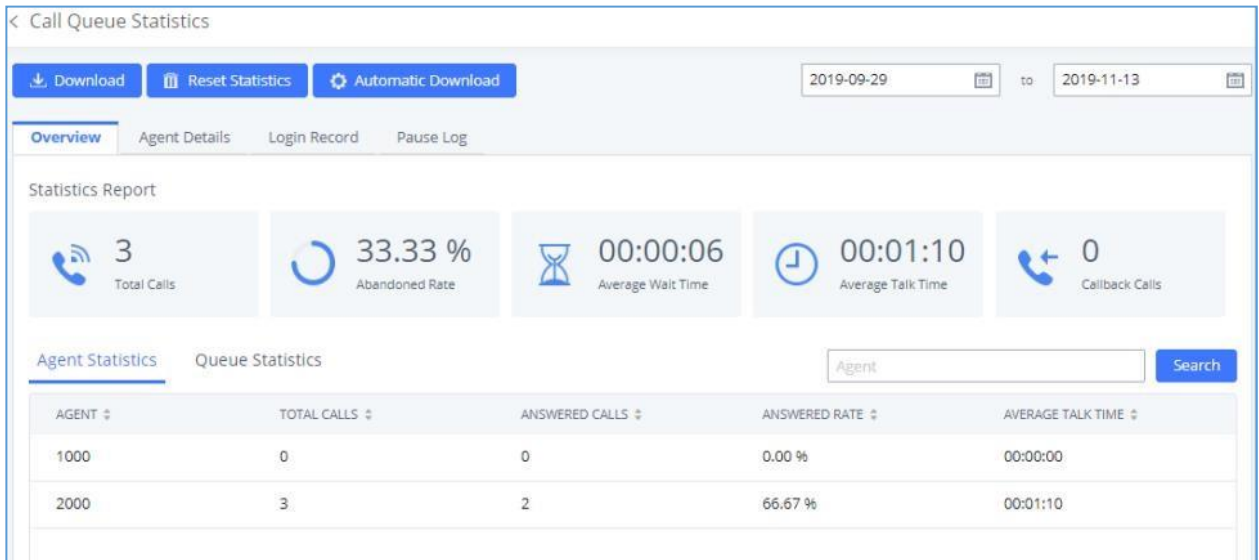 Call Queue Statistics
Download Reset Statistics Automatic Download 2019-09-29 to 2019-11-13
Overview Agent Details Login Record Pause Log
Statistics Report
3 33.33 % 00:00:06 00:01:10 0
Total Calls Abandoned Rate Average Wait Time Average Talk Time Callback Calls
Agent Statistics Queue Statistics Agent Search
AGENT TOTAL CALLS ANSWERED CALLS ANSWERED RATE AVERAGE TALK TIME
1000 0 0 0.00 % 00:00:00
2000 3 2 66.67 % 00:01:10